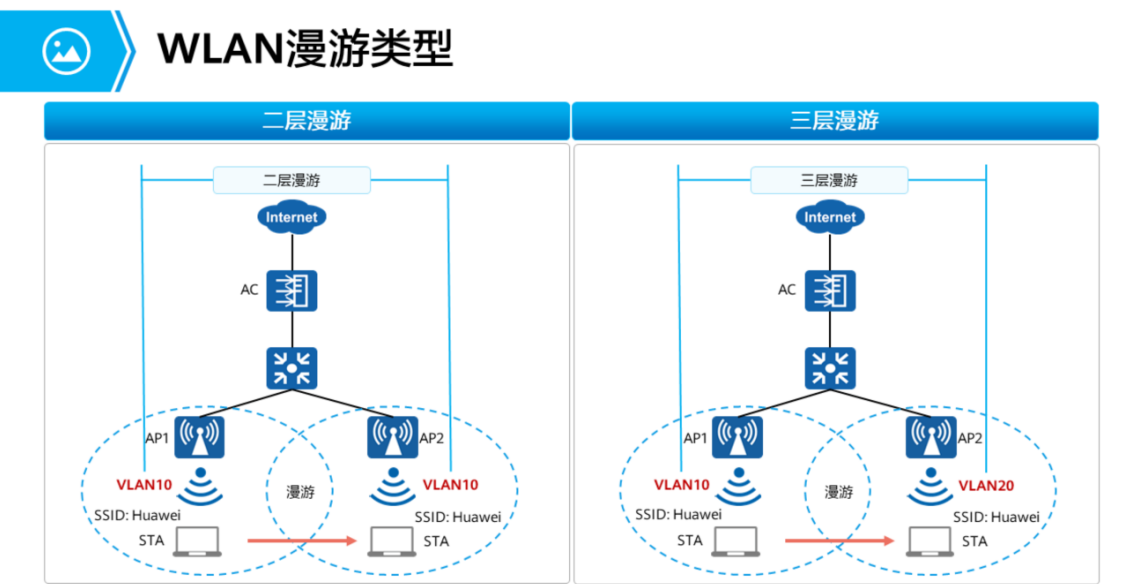 WLAN漫游类型
二层漫游
二层漫游
Internet
AC
AP1
AP2
VLAN10
漫游
VLAN10
SSID: Huawei
SSID: Huawei
STA
STA
三层漫游
三层漫游
Internet
AC
AP1
AP2
VLAN10
漫游
VLAN20
SSID: Huawei
SSID: Huawei
STA
STA